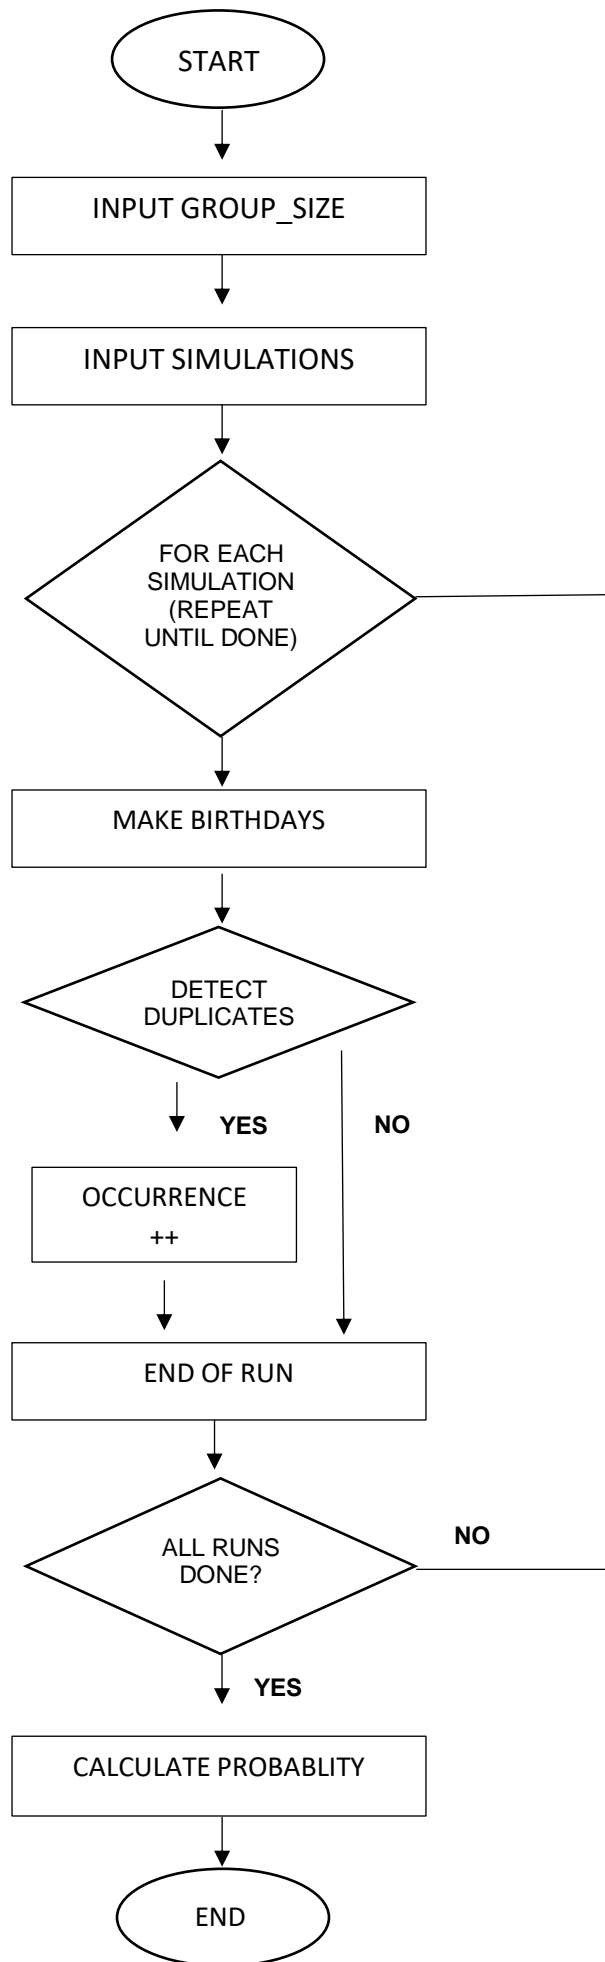 START
INPUT GROUP_SIZE
INPUT SIMULATIONS
FOR EACH
SIMULATION
(REPEAT
UNTIL DONE)
MAKE BIRTHDAYS
DETECT
DUPLICATES
YES
NO
OCCURRENCE
++
END OF RUN
ALL RUNS
DONE?
NO
YES
CALCULATE PROBABLITY
END